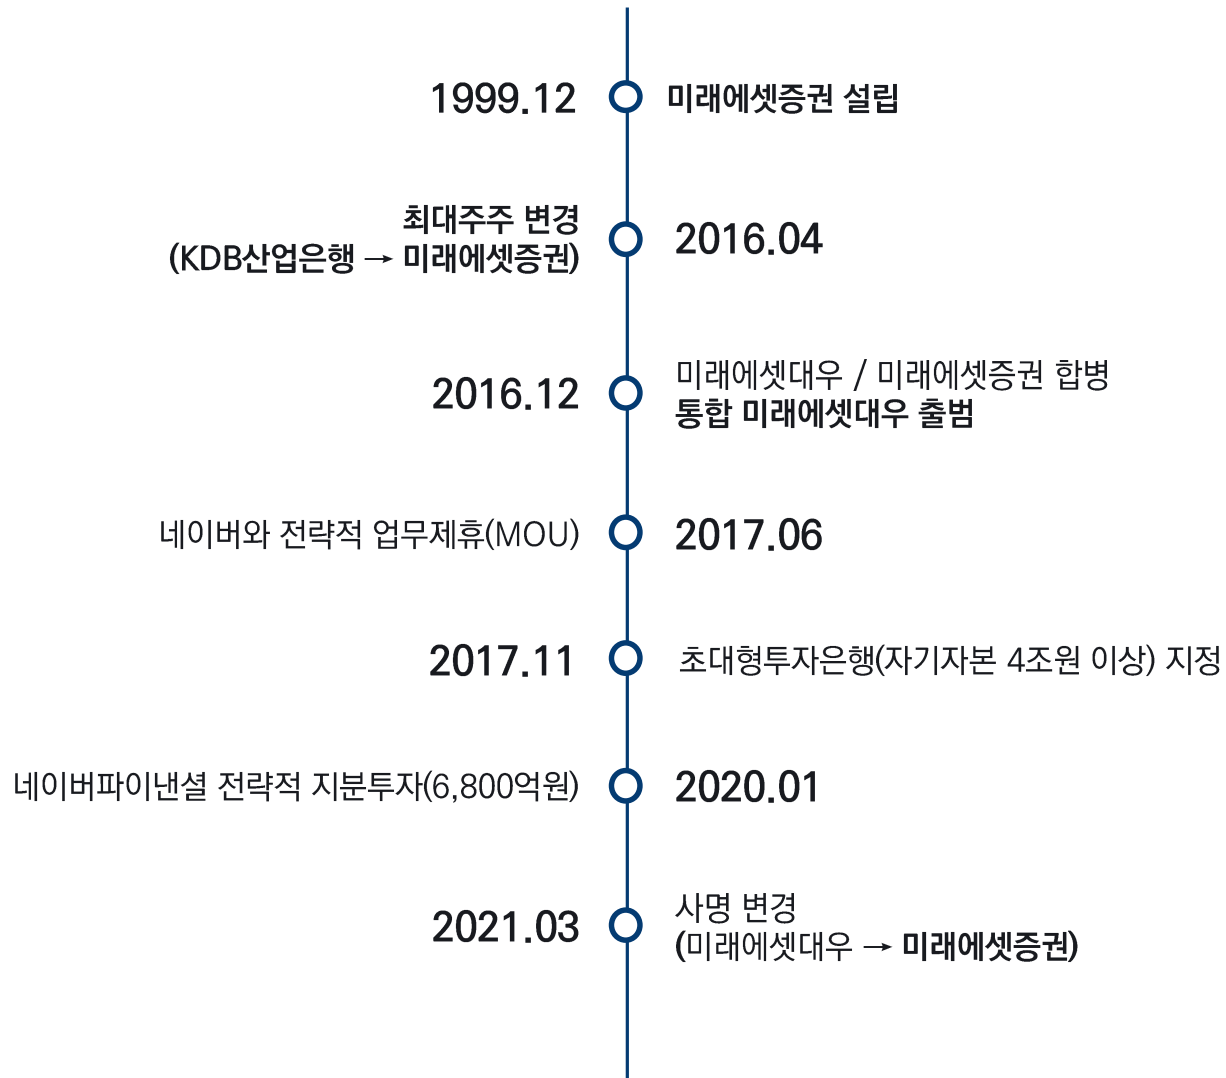 1999.12 미래에셋증권 설립
최대주주 변경
(KDB산업은행 → 미래에셋증권)
2016.04
2016.12
미래에셋대우 / 미래에셋증권 합병
통합 미래에셋대우 출범
네이버와 전략적 업무제휴(MOU) 2017.06
2017.11 초대형투자은행(자기자본 4조원 이상) 지정
네이버파이낸셜 전략적 지분투자(6,800억원) 2020.01
2021.03
사명 변경
(미래에셋대우 → 미래에셋증권)